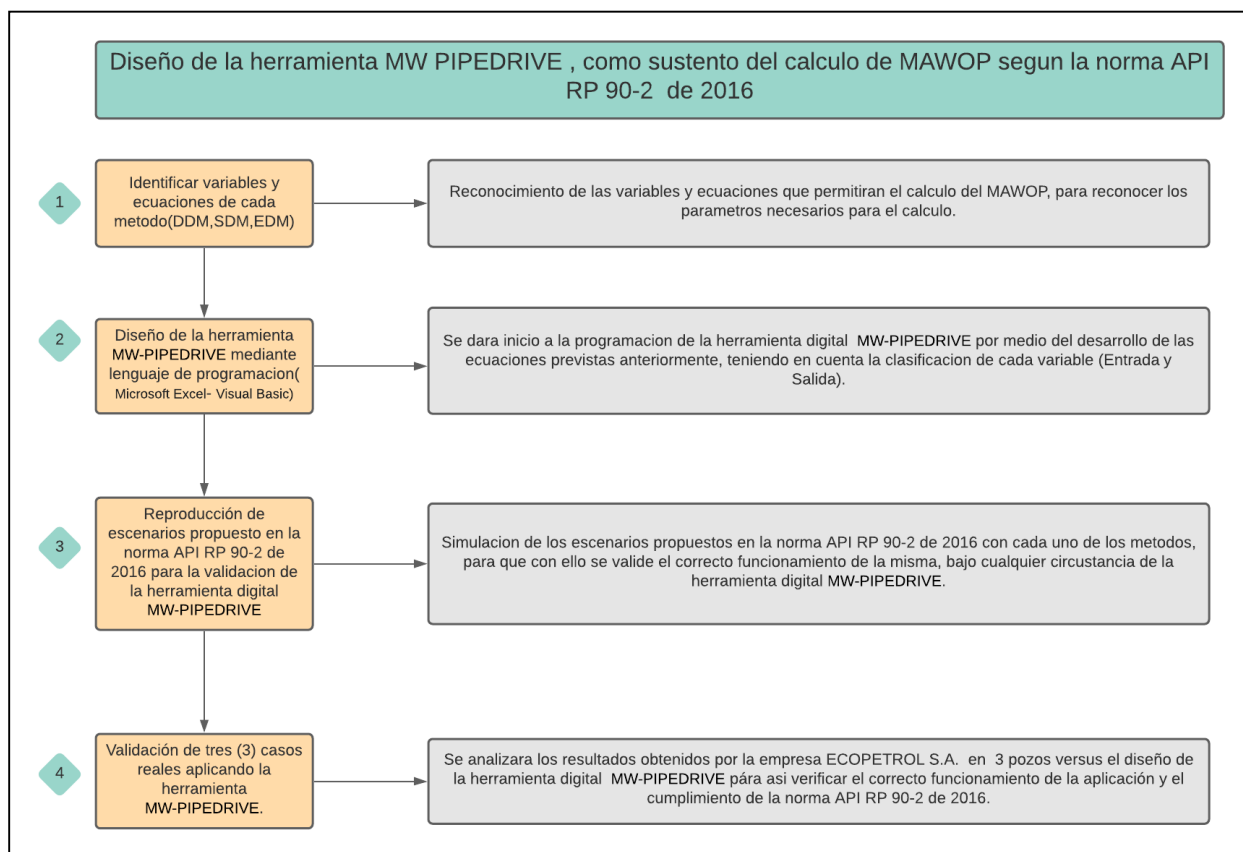 Diseño de la herramienta MW PIPEDRIVE , como sustento del calculo de MAWOP segun la norma API
RP 90-2 de 2016
1
Identificar variables y
ecuaciones de cada
metodo(DDM,SDM,EDM)
Reconocimiento de las variables y ecuaciones que permitiran el calculo del MAWOP, para reconocer los
parametros necesarios para el calculo.
2
Diseño de la herramienta
MW-PIPEDRIVE mediante
lenguaje de programacion(
Microsoft Excel- Visual Basic)
Se dara inicio a la programacion de la herramienta digital MW-PIPEDRIVE por medio del desarrollo de las
ecuaciones previstas anteriormente, teniendo en cuenta la clasificacion de cada variable (Entrada y
Salida).
3
Reproducción de
escenarios propuesto en la
norma API RP 90-2 de
2016 para la validacion de
la herramienta digital
MW-PIPEDRIVE
Simulacion de los escenarios propuestos en la norma API RP 90-2 de 2016 con cada uno de los metodos,
para que con ello se valide el correcto funcionamiento de la misma, bajo cualquier circustancia de la
herramienta digital MW-PIPEDRIVE.
4
Validación de tres (3) casos
reales aplicando la
herramienta
MW-PIPEDRIVE.
Se analizara los resultados obtenidos por la empresa ECOPETROL S.A. en 3 pozos versus el diseño de
la herramienta digital MW-PIPEDRIVE pára asi verificar el correcto funcionamiento de la aplicación y el
cumplimiento de la norma API RP 90-2 de 2016.